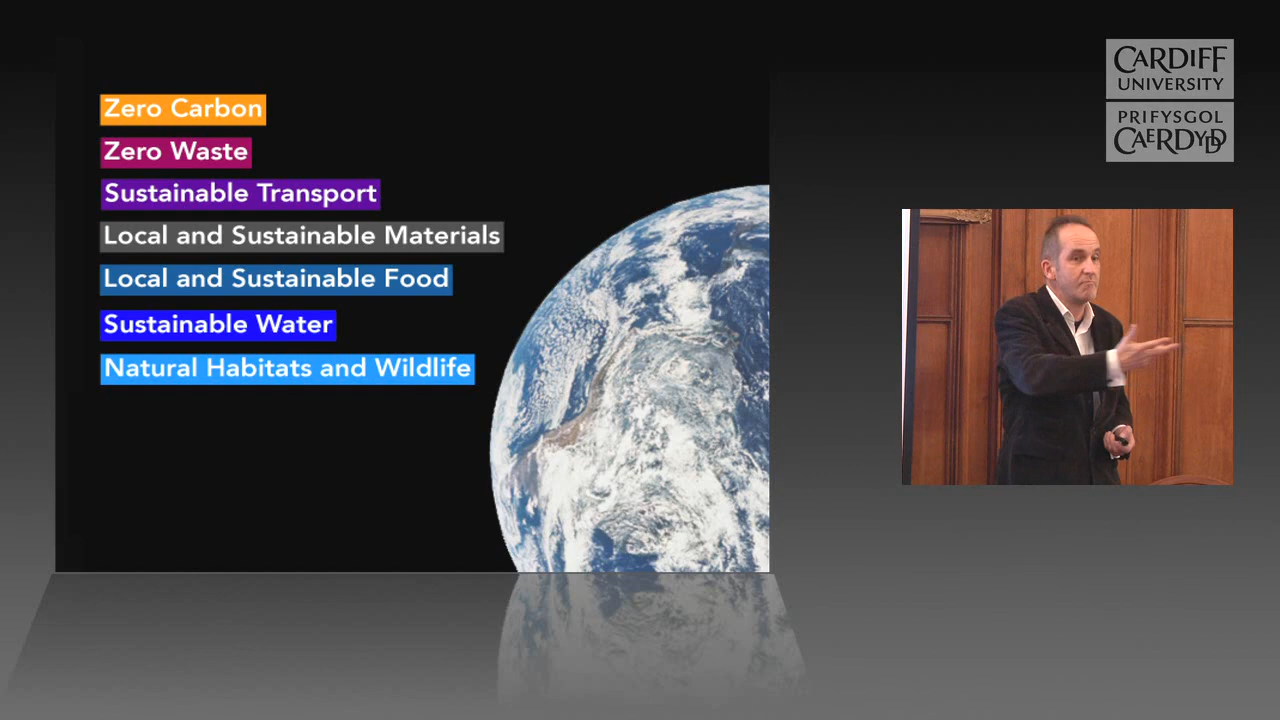 Zero Carbon
Zero Waste
Sustainable Transport
Local and Sustainable Materials
Local and Sustainable Food
Sustainable Water
Natural Habitats and Wildlife
CARDIFF
UNIVERSITY
PRIFYSGOL
CAERDYDD